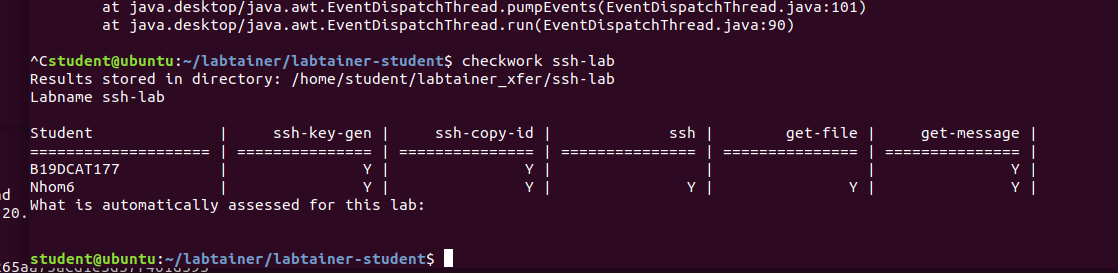 at java.desktop/java.awt.EventDispatchThread.pumpEvents(EventDispatchThread.java:101)
at java.desktop/java.awt.EventDispatchThread.run(EventDispatchThread.java:90)
^Cstudent@ubuntu:~/labtainer/labtainer-student$ checkwork ssh-lab
Results stored in directory: /home/student/labtainer_xfer/ssh-lab
Labname ssh-lab
Student | ssh-key-gen | ssh-copy-id | ssh | get-file | get-message |
==================== | =============== | =============== | =============== | =============== | =============== |
B19DCAT177 | Y | Y | | | Y |
Nhom6 | Y | Y | Y | Y | Y |
What is automatically assessed for this lab:
20.
student@ubuntu:~/labtainer/labtainer-student$